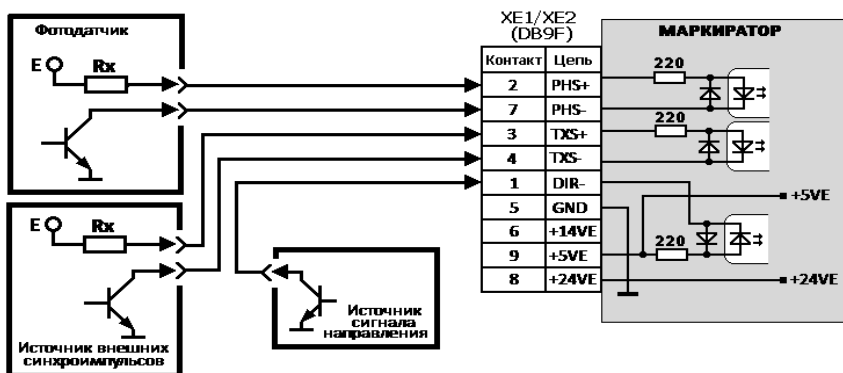 Фотодатчик
E Rx
E Rx
Источник внешних
синхроимпульсов
Источник
сигнала
направления
XE1/XE2
(DB9F)
Контакт Цепь
2 PHS+
7 PHS-
3 TXS+
4 TXS-
1 DIR-
5 GND
6 +14VE
9 +5VE
8 +24VE
МАРКИРАТОР
220
220
+5VE
220
+24VE